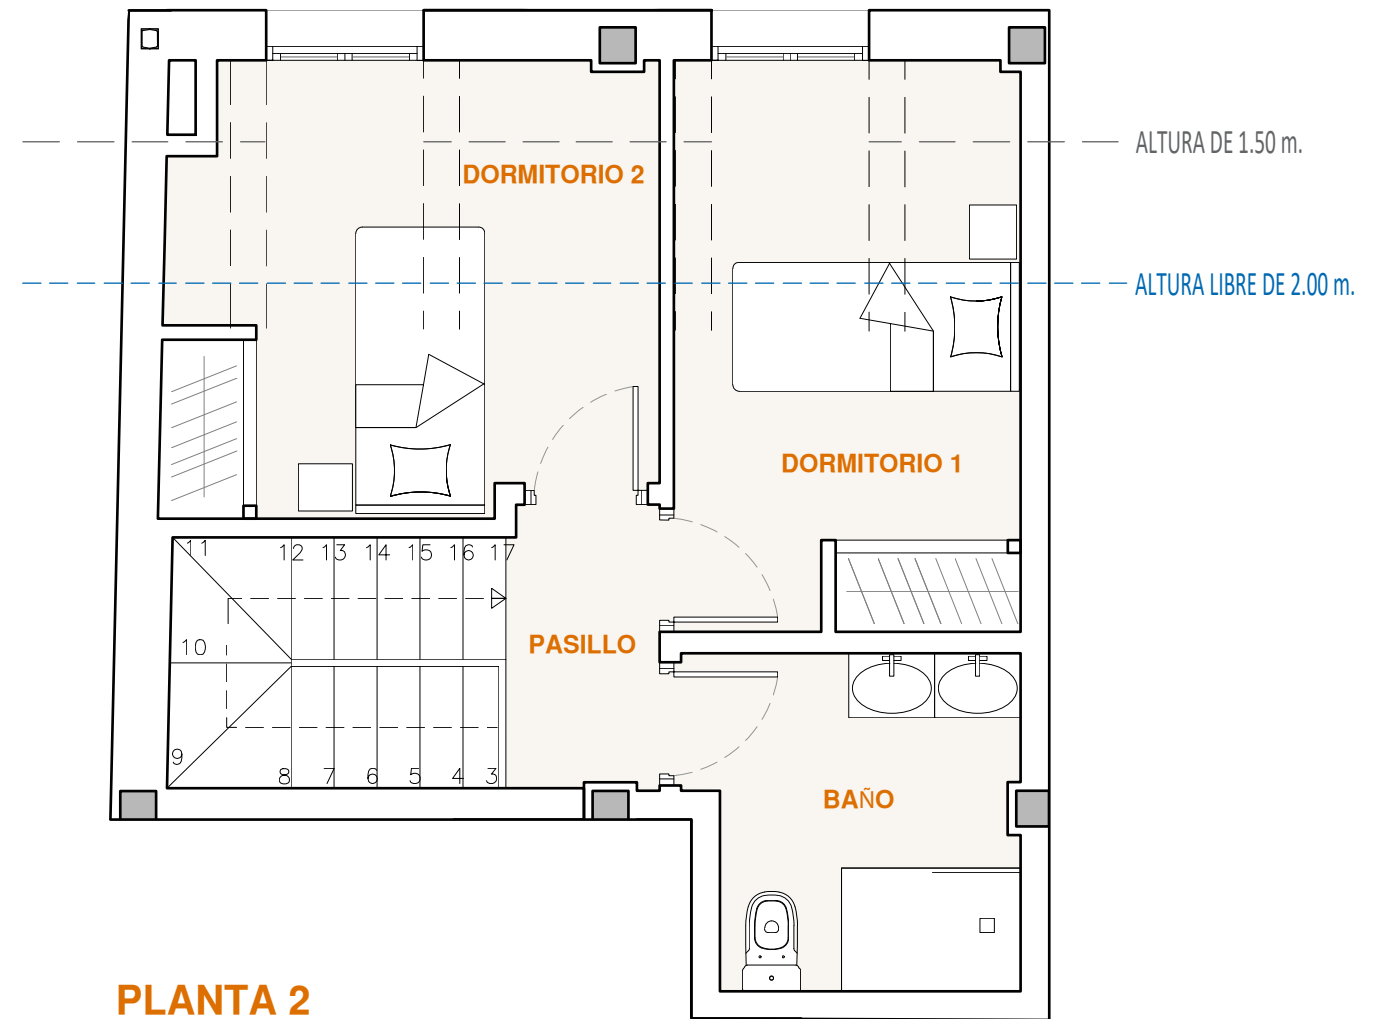 ALTURA DE 1.50 m.
DORMITORIO 2
ALTURA LIBRE DE 2.00 m.
DORMITORIO 1
11 12 13 14 15 16 17
10
PASILLO
9 8 7 6 5 4 3
BAÑO
PLANTA 2